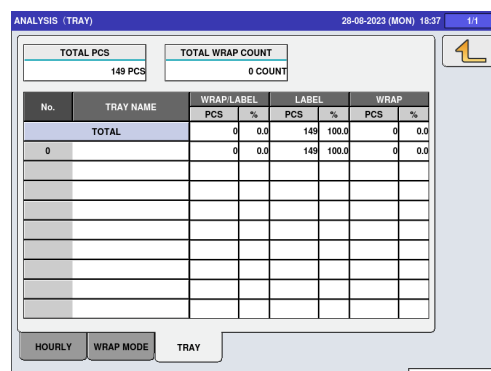 ANALYSIS (TRAY) 28-08-2023 (MON) 18:37 1/1
TOTAL PCS TOTAL WRAP COUNT
149 PCS 0 COUNT
No. TRAY NAME WRAP/LABEL LABEL WRAP
PCS % PCS % PCS %
TOTAL 0 0.0 149 100.0 0 0.0
0 0 0.0 149 100.0 0 0.0
HOURLY WRAP MODE TRAY